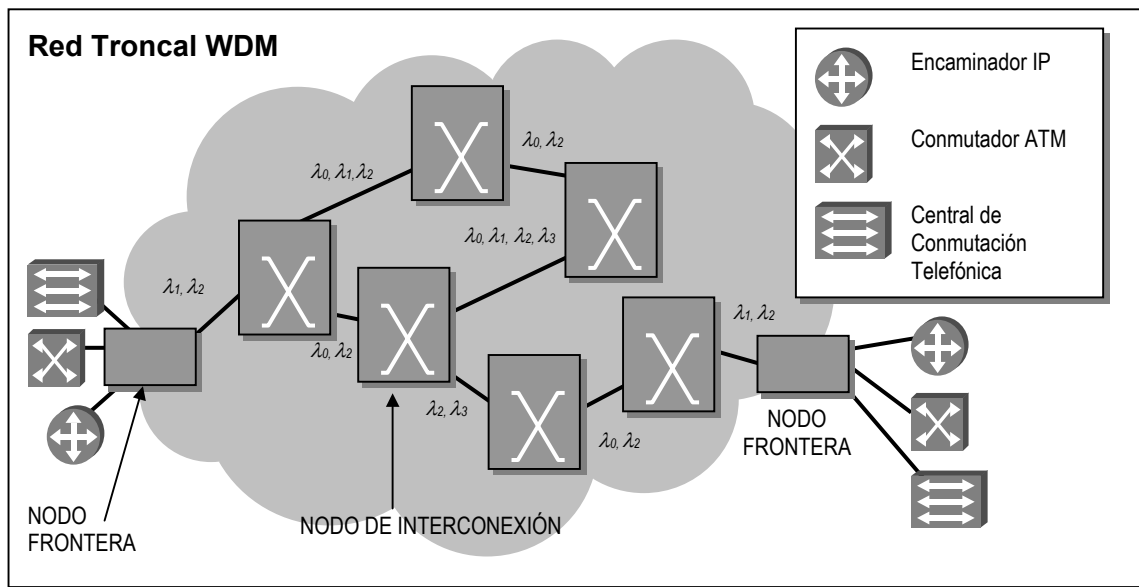 Red Troncal WDM
Encaminador IP
Conmutador ATM
Central de
Conmutación
Telefónica
λ0, λ2
λ0, λ1,λ2
λ0, λ1, λ2, λ3
λ1, λ2
λ1, λ2
λ0, λ2
λ2, λ3
λ0, λ2
NODO
FRONTERA
NODO DE INTERCONEXIÓN
NODO
FRONTERA